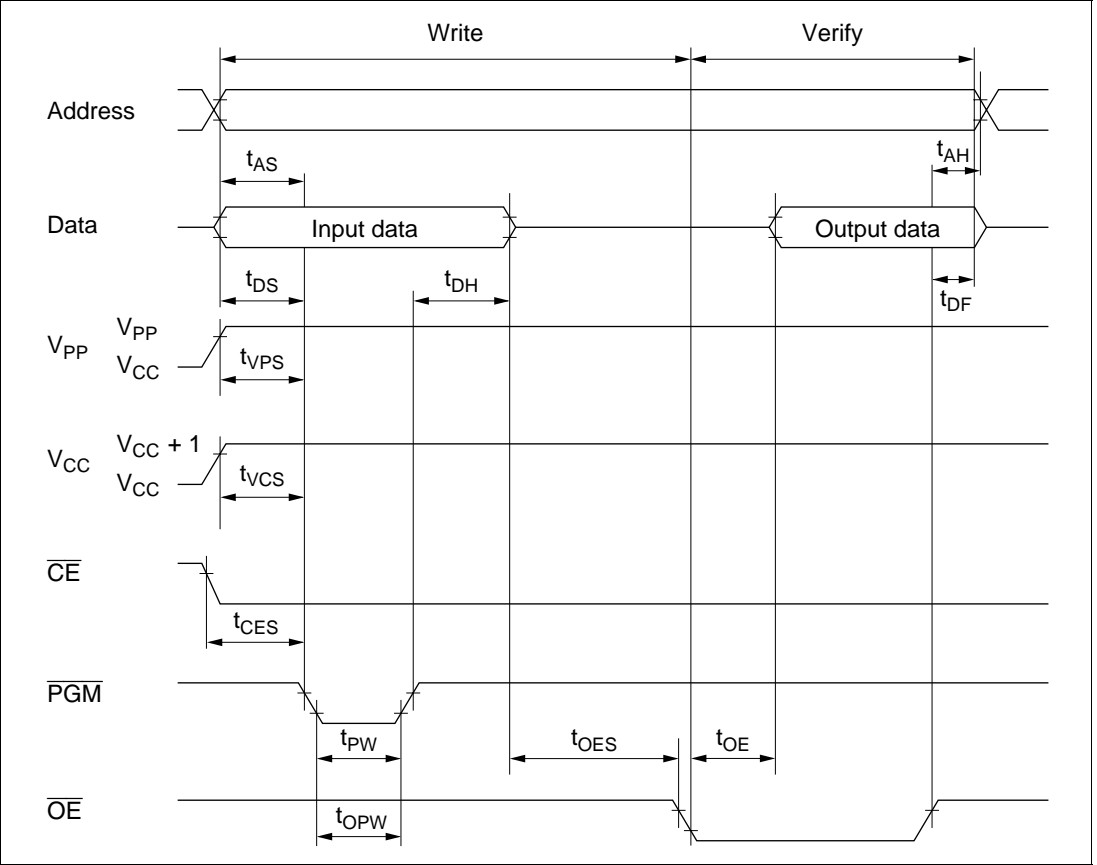 Write Verify
Address
tAS tAH
Data Input data Output data
tDS tDH tDF
VPP VPP
VCC tVPS
VCC VCC + 1
VCC tVCS
CE
tCES
PGM
tPW tOES tOE
OE
tOPW